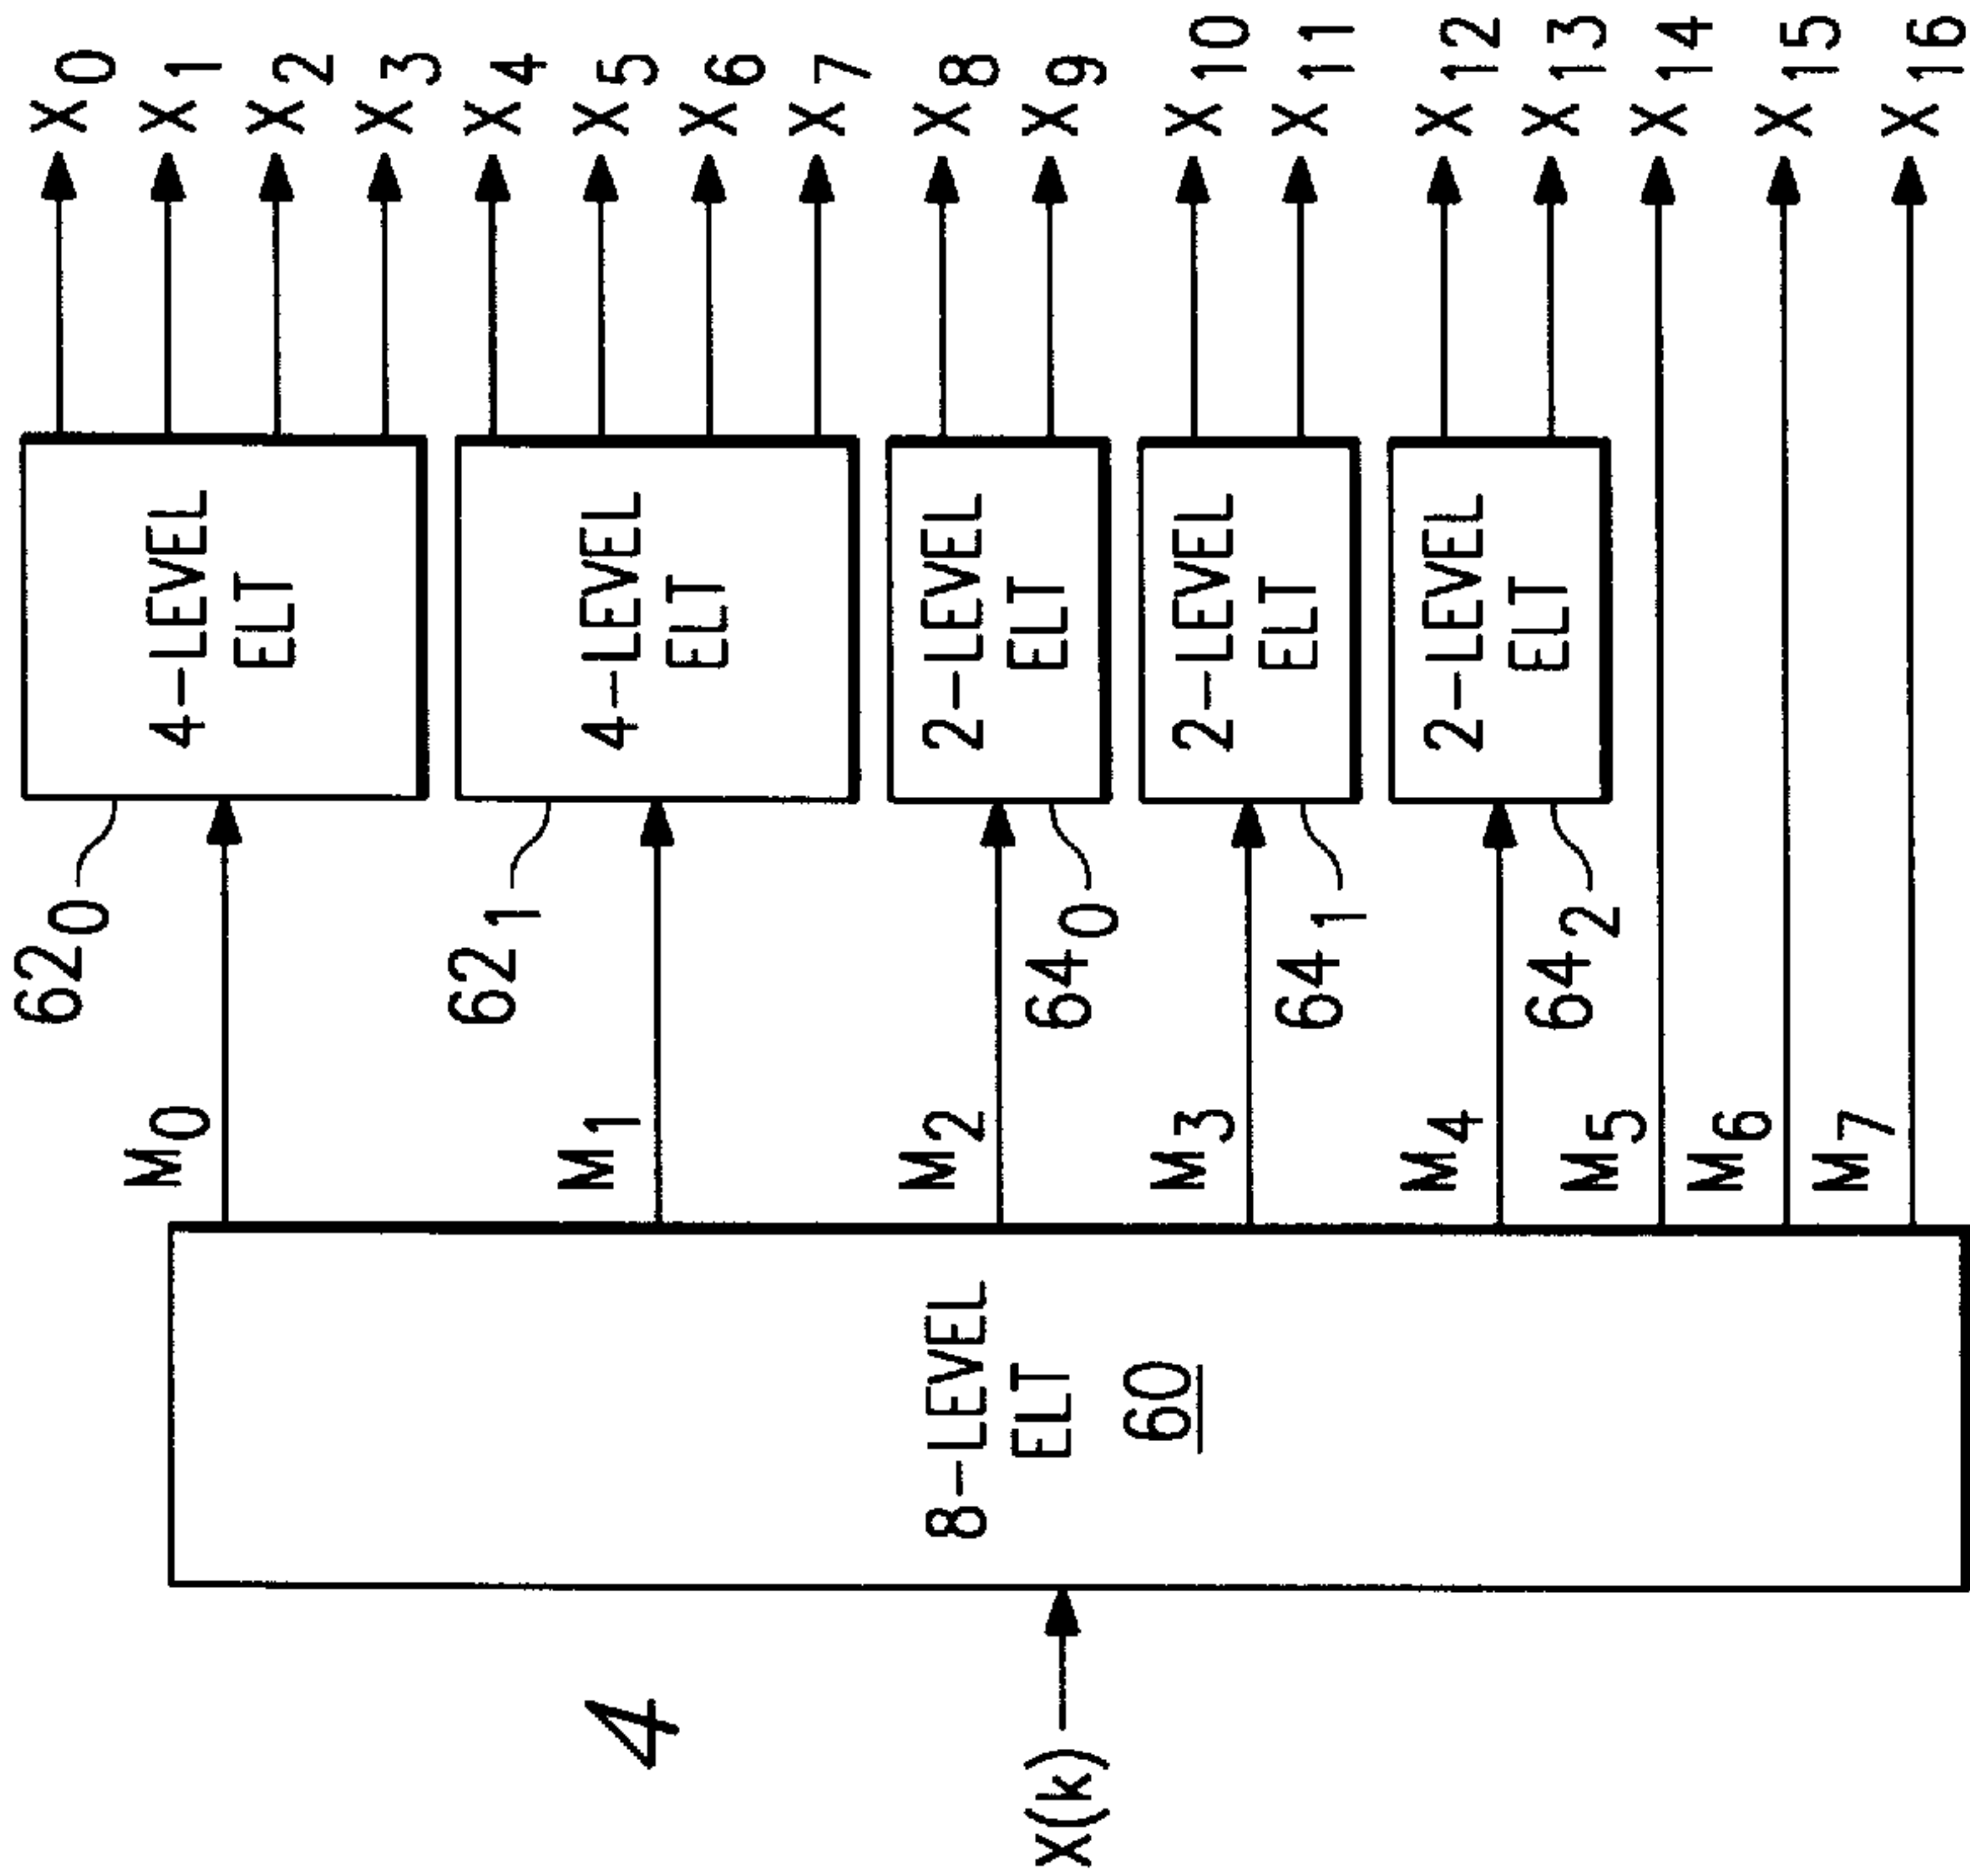 4
X(k)
8-LEVEL
ELT
60
M0
M1
M2
M3
M4
M5
M6
M7
620
4-LEVEL
ELT
621
4-LEVEL
ELT
640
2-LEVEL
ELT
641
2-LEVEL
ELT
642
2-LEVEL
ELT
X0
X1
X2
X3
X4
X5
X6
X7
X8
X9
X10
X11
X12
X13
X14
X15
X16